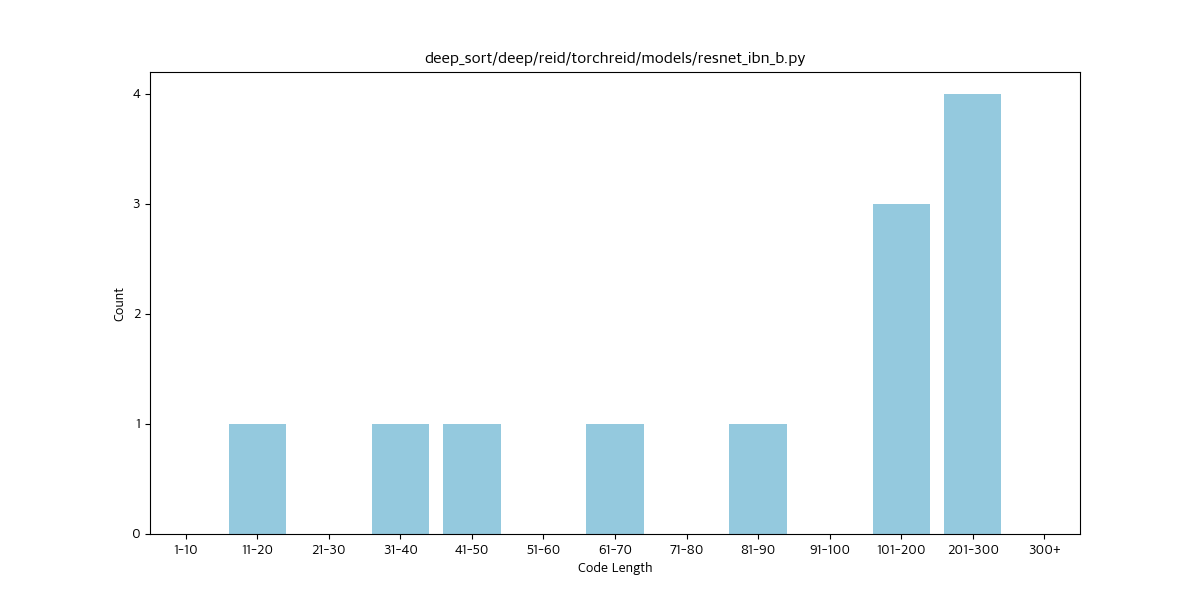 deep_sort/deep/reid/torchreid/models/resnet_ibn_b.py
4
3
2
1
0
Count
1-10 11-20 21-30 31-40 41-50 51-60 61-70 71-80 81-90 91-100 101-200 201-300 300+
Code Length